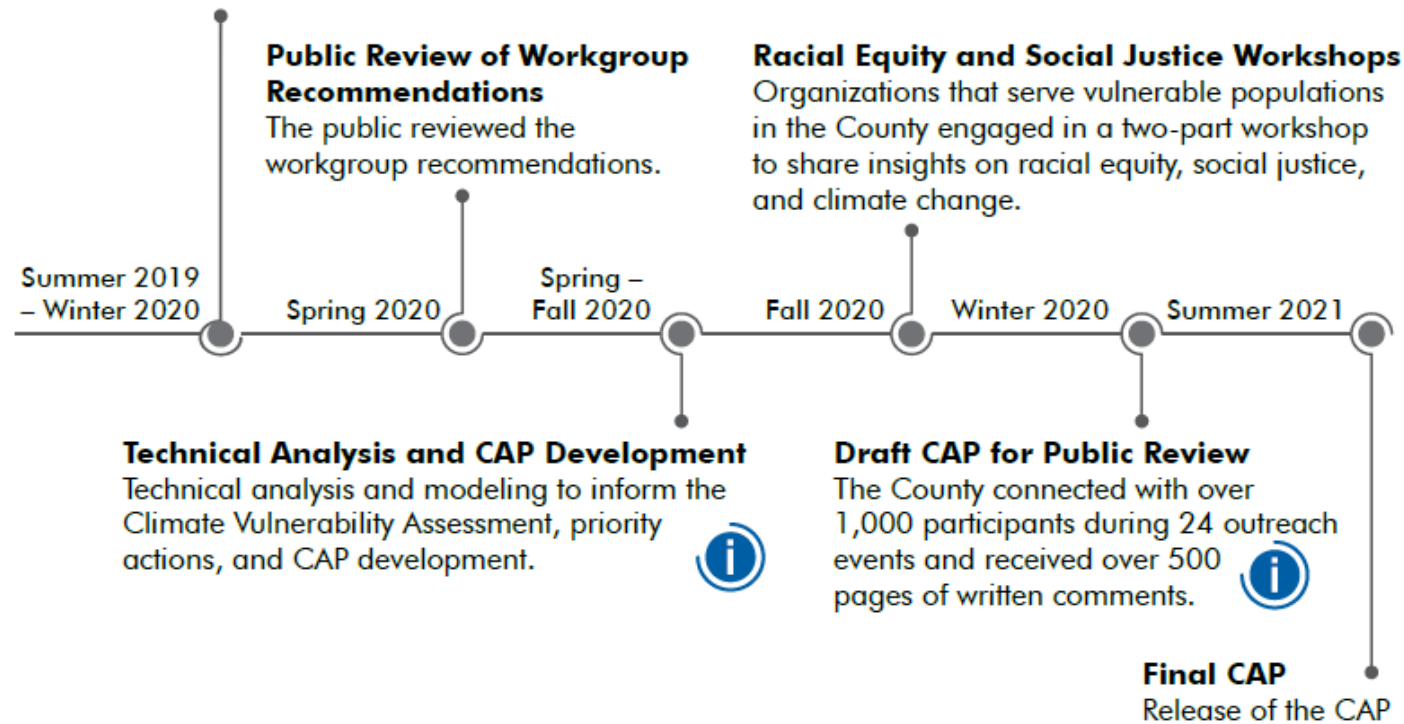 Public Review of Workgroup
Recommendations
The public reviewed the
workgroup recommendations.
Racial Equity and Social Justice Workshops
Organizations that serve vulnerable populations
in the County engaged in a two-part workshop
to share insights on racial equity, social justice,
and climate change.
Summer 2019
– Winter 2020
Spring 2020
Spring –
Fall 2020
Fall 2020
Winter 2020
Summer 2021
Technical Analysis and CAP Development
Technical analysis and modeling to inform the
Climate Vulnerability Assessment, priority
actions, and CAP development.
i
Draft CAP for Public Review
The County connected with over
1,000 participants during 24 outreach
events and received over 500
pages of written comments.
i
Final CAP
Release of the CAP